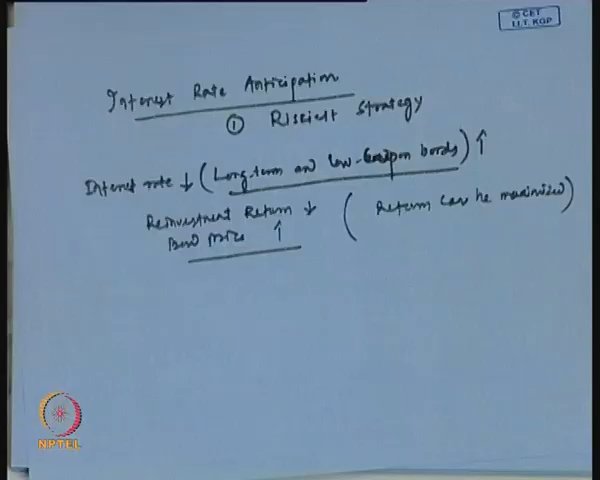 © CET
I.I.T. KGP
Interest Rate Anticipation
① Riskiest Strategy
Interest rate ↓ (Long-term and low-coupon bonds) ↑
Reinvestment Return ↓ (Return can be maximized)
Bond Price ↑
NPTEL